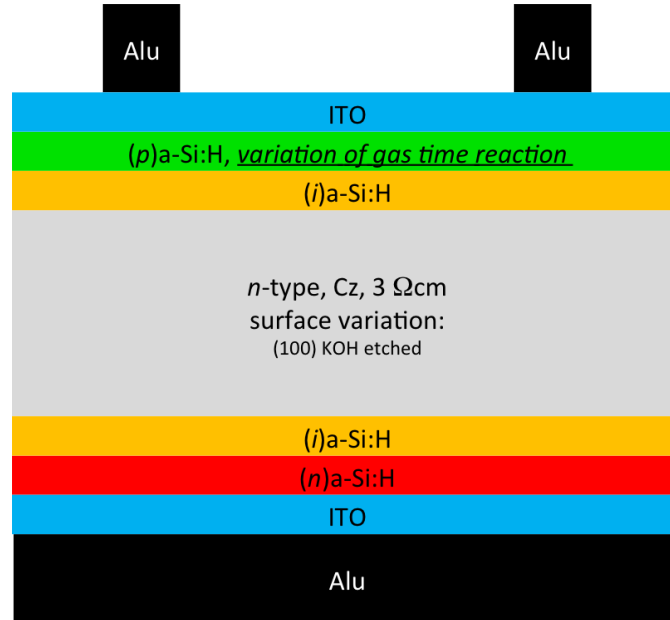 Alu Alu
ITO
(p)a-Si:H, variation of gas time reaction
(i)a-Si:H
n-type, Cz, 3 Ωcm
surface variation:
(100) KOH etched
(i)a-Si:H
(n)a-Si:H
ITO
Alu